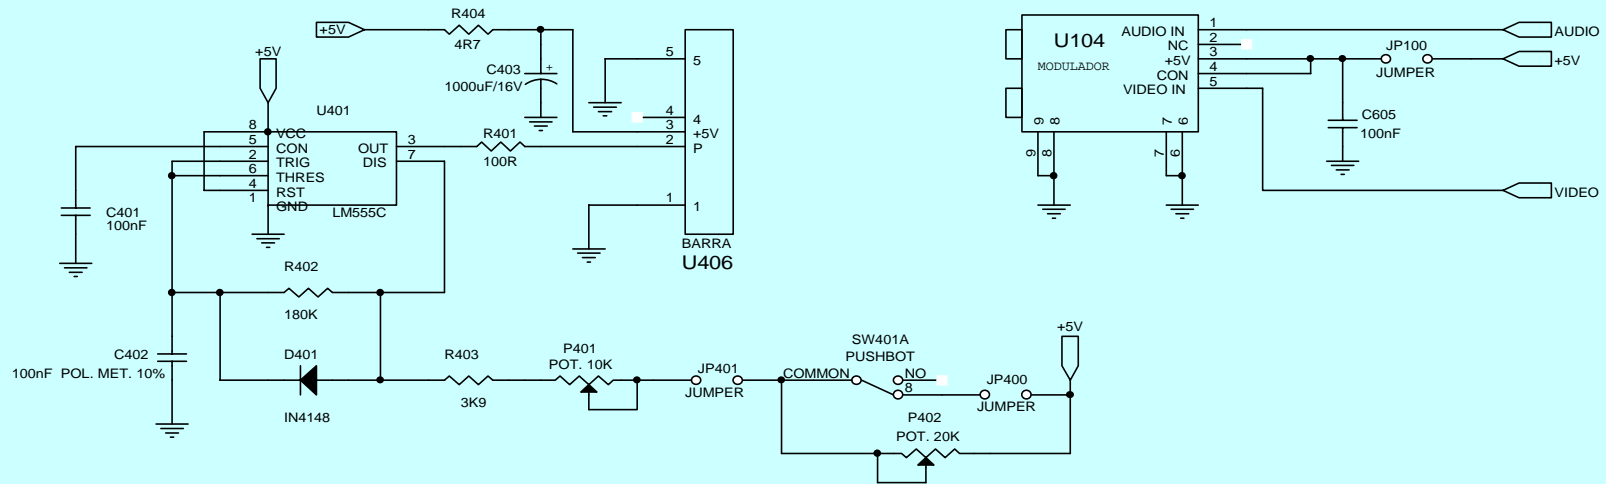 R404
+5V
4R7
+5V
C403
+
1000uF/16V
5
5
4
4
3
+5V
2
P
1
1
BARRA
U406
U401
8
VCC
5
CON
2
TRIG
6
THRES
4
RST
1
GND
OUT
3
DIS
7
LM555C
R401
100R
C401
100nF
R402
180K
C402
100nF POL. MET. 10%
D401
IN4148
R403
3K9
P401
POT. 10K
JP401
JUMPER
COMMON
SW401A
PUSHBOT
NO
8
JP400
JUMPER
+5V
P402
POT. 20K
U104
MODULADOR
AUDIO IN
1
NC
2
+5V
3
CON
4
VIDEO IN
5
9
8
7
6
9
8
7
6
AUDIO
JP100
JUMPER
+5V
C605
100nF
VIDEO